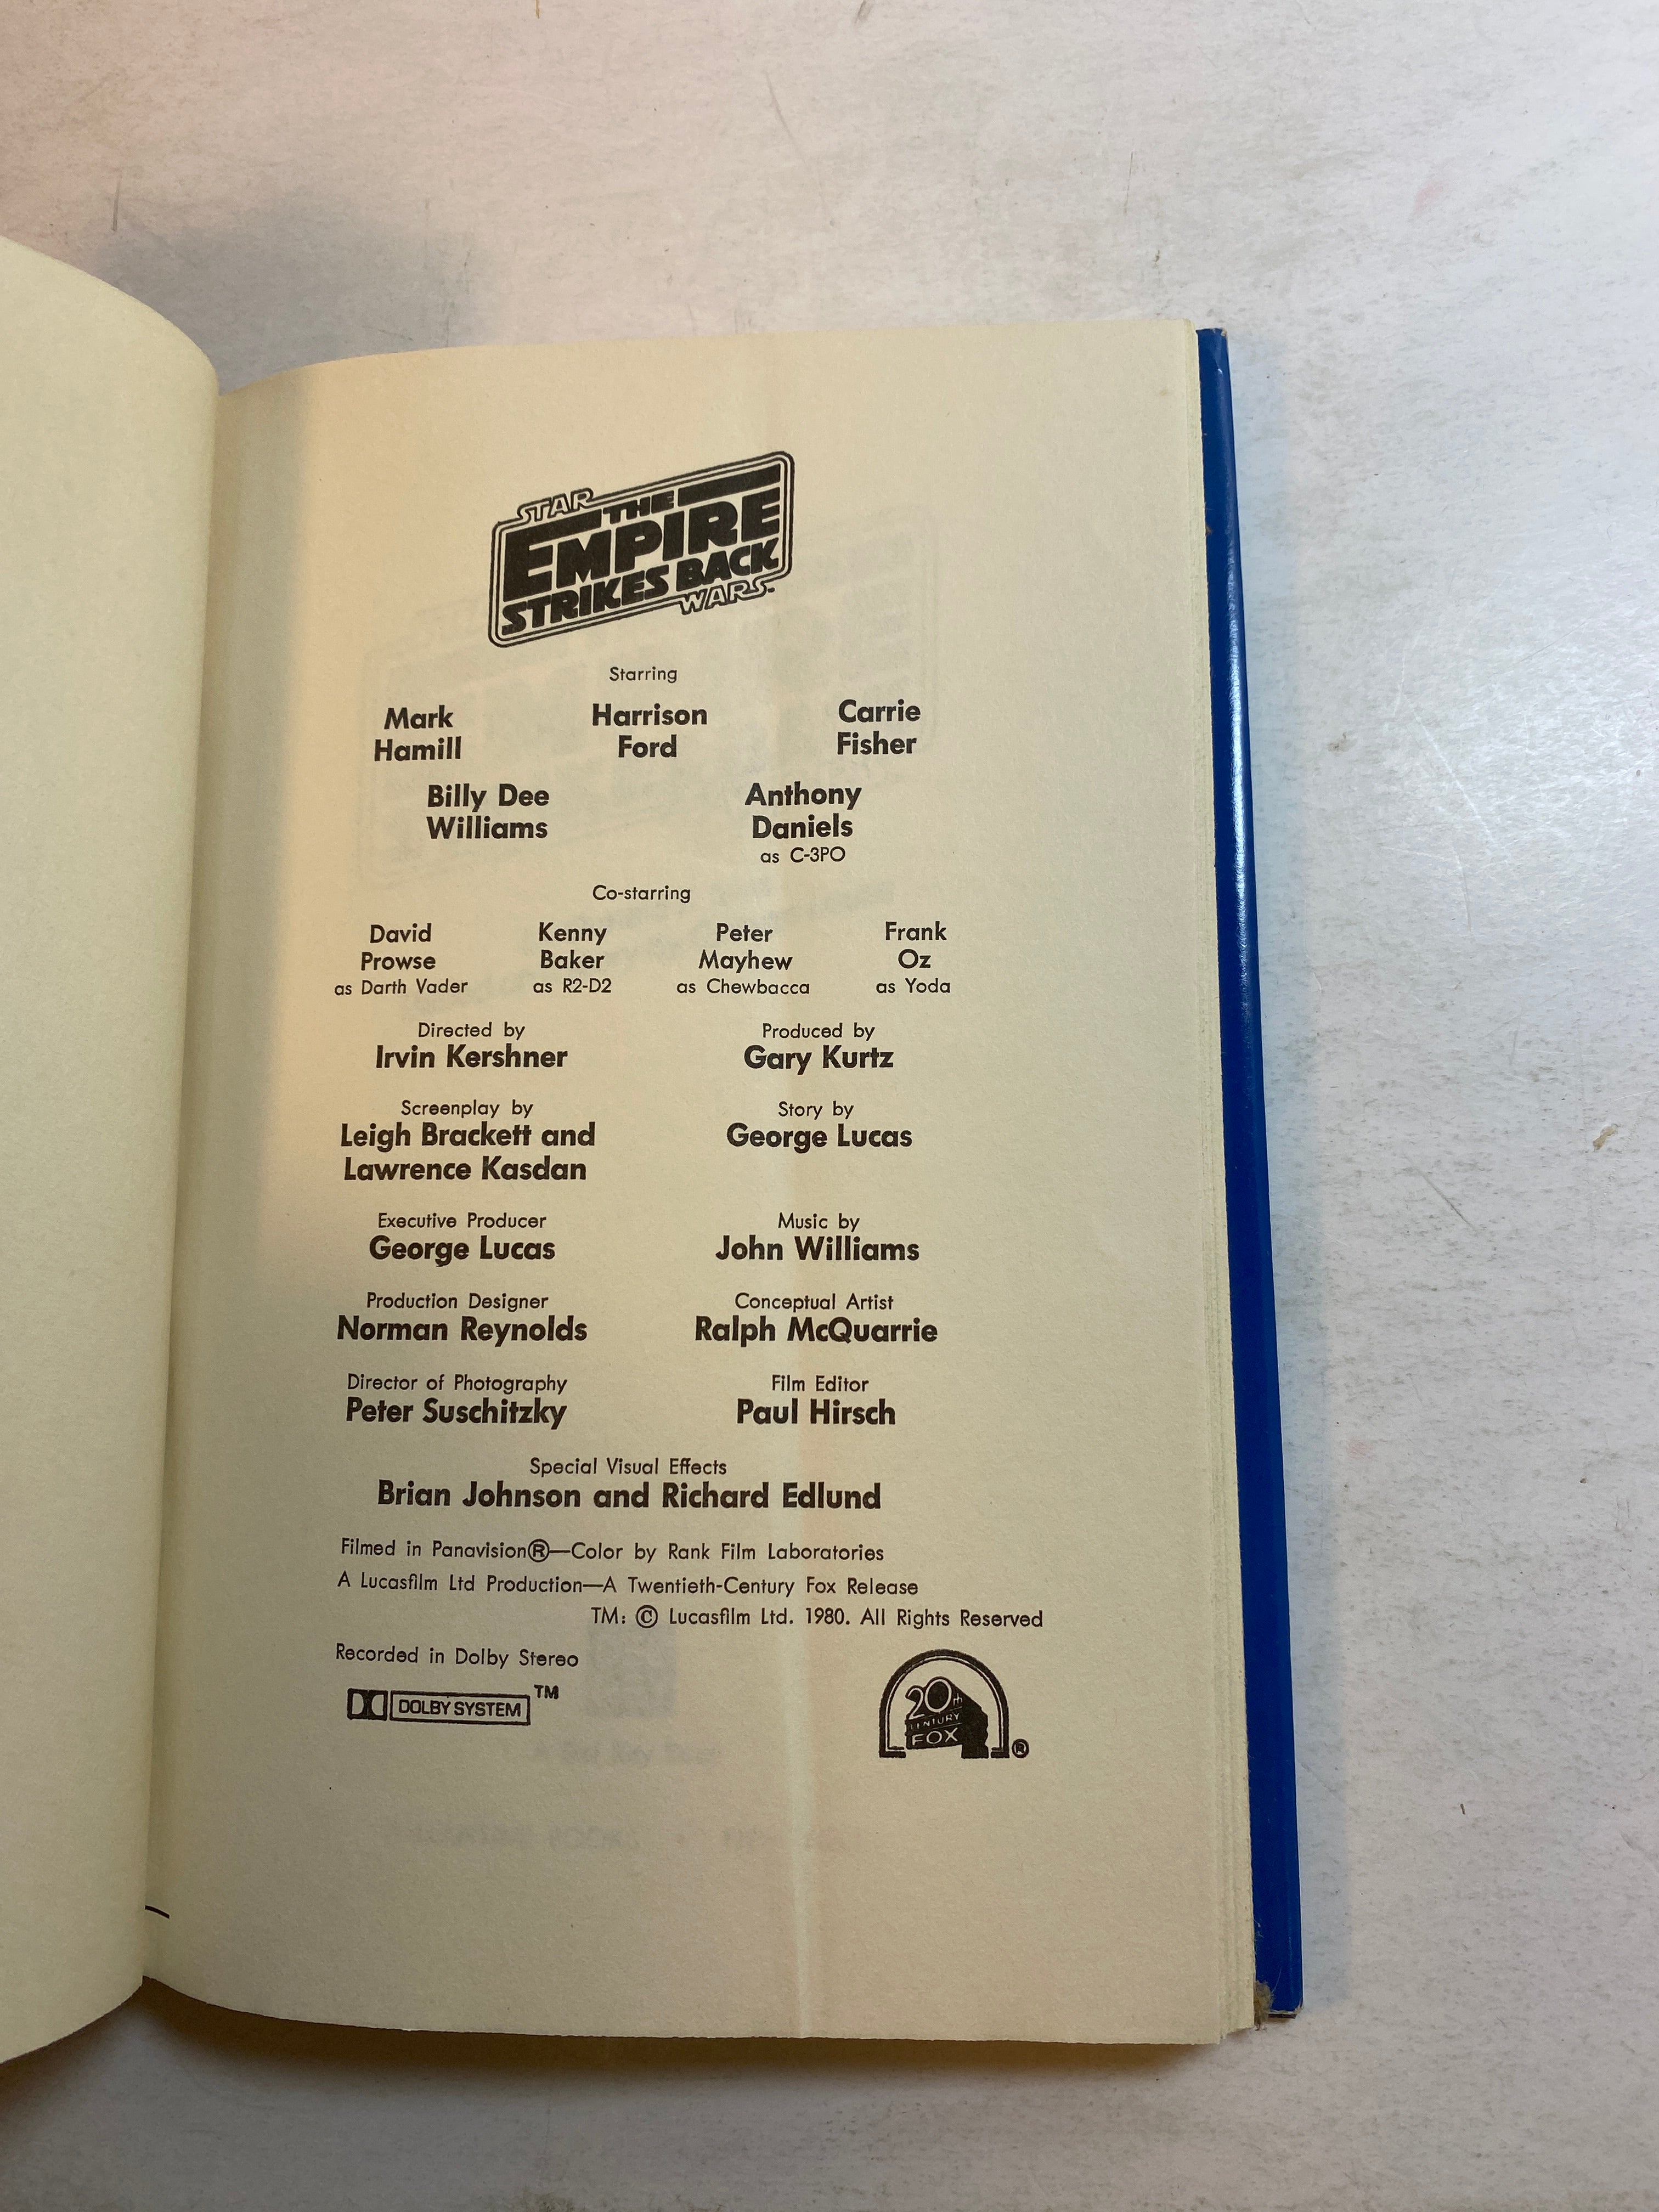 STAR
THE
EMPIRE
STRIKES BACK
WARS
Starring
Mark Harrison Carrie
Hamill Ford Fisher
Billy Dee Anthony
Williams Daniels
as C-3PO
Co-starring
David Kenny Peter Frank
Prowse Baker Mayhew Oz
as Darth Vader as R2-D2 as Chewbacca as Yoda
Directed by Produced by
Irvin Kershner Gary Kurtz
Screenplay by Story by
Leigh Brackett and George Lucas
Lawrence Kasdan
Executive Producer Music by
George Lucas John Williams
Production Designer Conceptual Artist
Norman Reynolds Ralph McQuarrie
Director of Photography Film Editor
Peter Suschitzky Paul Hirsch
Special Visual Effects
Brian Johnson and Richard Edlund
Filmed in Panavision®—Color by Rank Film Laboratories
A Lucasfilm Ltd Production—A Twentieth-Century Fox Release
TM: © Lucasfilm Ltd. 1980. All Rights Reserved
Recorded in Dolby Stereo
DOLBY SYSTEM TM
20th
CENTURY
FOX ®